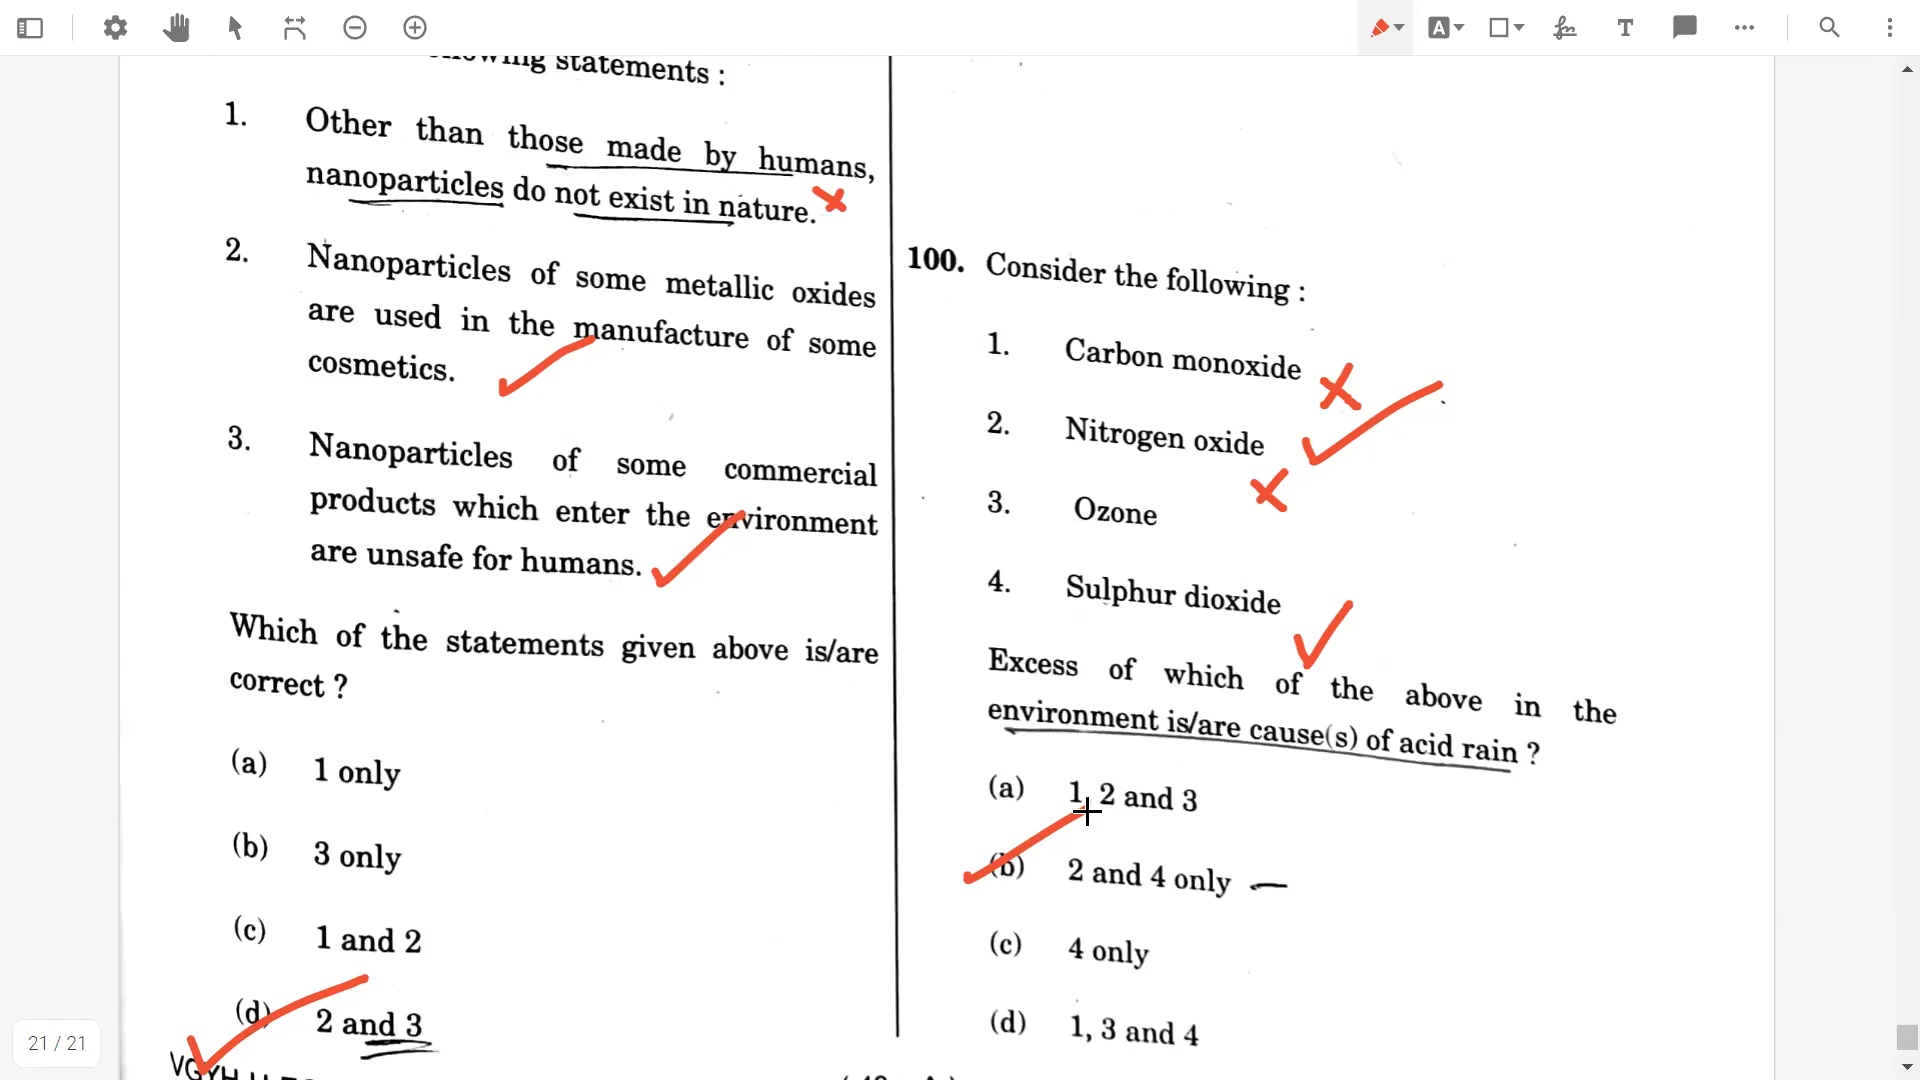 owing statements :
1. Other than those made by humans,
nanoparticles do not exist in nature.
2. Nanoparticles of some metallic oxides
are used in the manufacture of some
cosmetics.
3. Nanoparticles of some commercial
products which enter the environment
are unsafe for humans.
Which of the statements given above is/are
correct ?
(a) 1 only
(b) 3 only
(c) 1 and 2
(d) 2 and 3
21 / 21
100. Consider the following :
1. Carbon monoxide
2. Nitrogen oxide
3. Ozone
4. Sulphur dioxide
Excess of which of the above in the
environment is/are cause(s) of acid rain ?
(a) 1, 2 and 3
(b) 2 and 4 only
(c) 4 only
(d) 1, 3 and 4